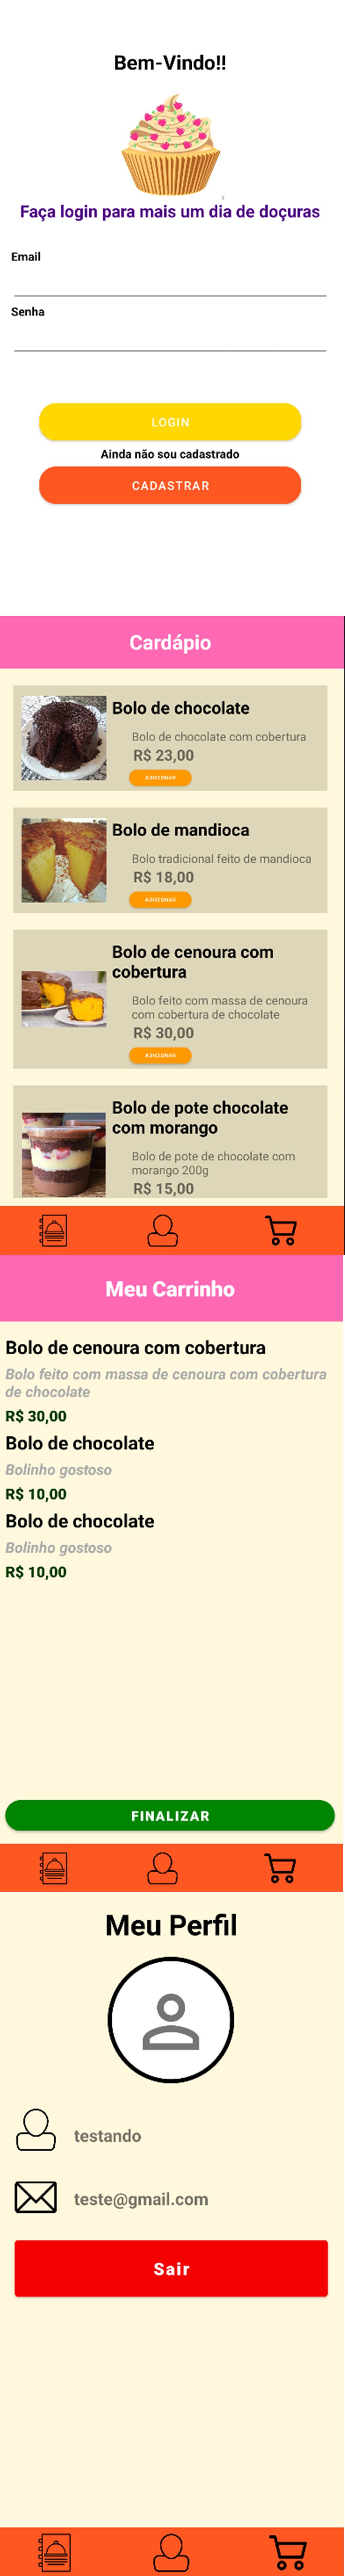 Bem-Vindo!!
Faça login para mais um dia de doçuras
Email
Senha
LOGIN
Ainda não sou cadastrado
CADASTRAR
Cardápio
Bolo de chocolate
Bolo de chocolate com cobertura
R$ 23,00
ADICIONAR
Bolo de mandioca
Bolo tradicional feito de mandioca
R$ 18,00
ADICIONAR
Bolo de cenoura com
cobertura
Bolo feito com massa de cenoura
com cobertura de chocolate
R$ 30,00
ADICIONAR
Bolo de pote chocolate
com morango
Bolo de pote de chocolate com
morango 200g
R$ 15,00
Meu Carrinho
Bolo de cenoura com cobertura
Bolo feito com massa de cenoura com cobertura
de chocolate
R$ 30,00
Bolo de chocolate
Bolinho gostoso
R$ 10,00
Bolo de chocolate
Bolinho gostoso
R$ 10,00
FINALIZAR
Meu Perfil
testando
teste@gmail.com
Sair